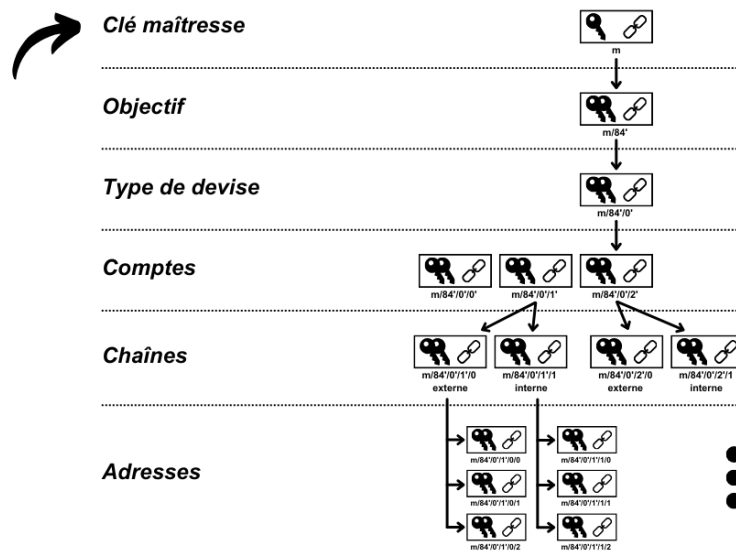 Clé maîtresse
m
Objectif
m/84'
Type de devise
m/84'/0'
Comptes
m/84'/0'/0'
m/84'/0'/1'
m/84'/0'/2'
Chaînes
m/84'/0'/1'/0
externe
m/84'/0'/1'/1
interne
m/84'/0'/2'/0
externe
m/84'/0'/2'/1
interne
Adresses
m/84'/0'/1'/0/0
m/84'/0'/1'/1/0
m/84'/0'/1'/0/1
m/84'/0'/1'/1/1
m/84'/0'/1'/0/2
m/84'/0'/1'/1/2